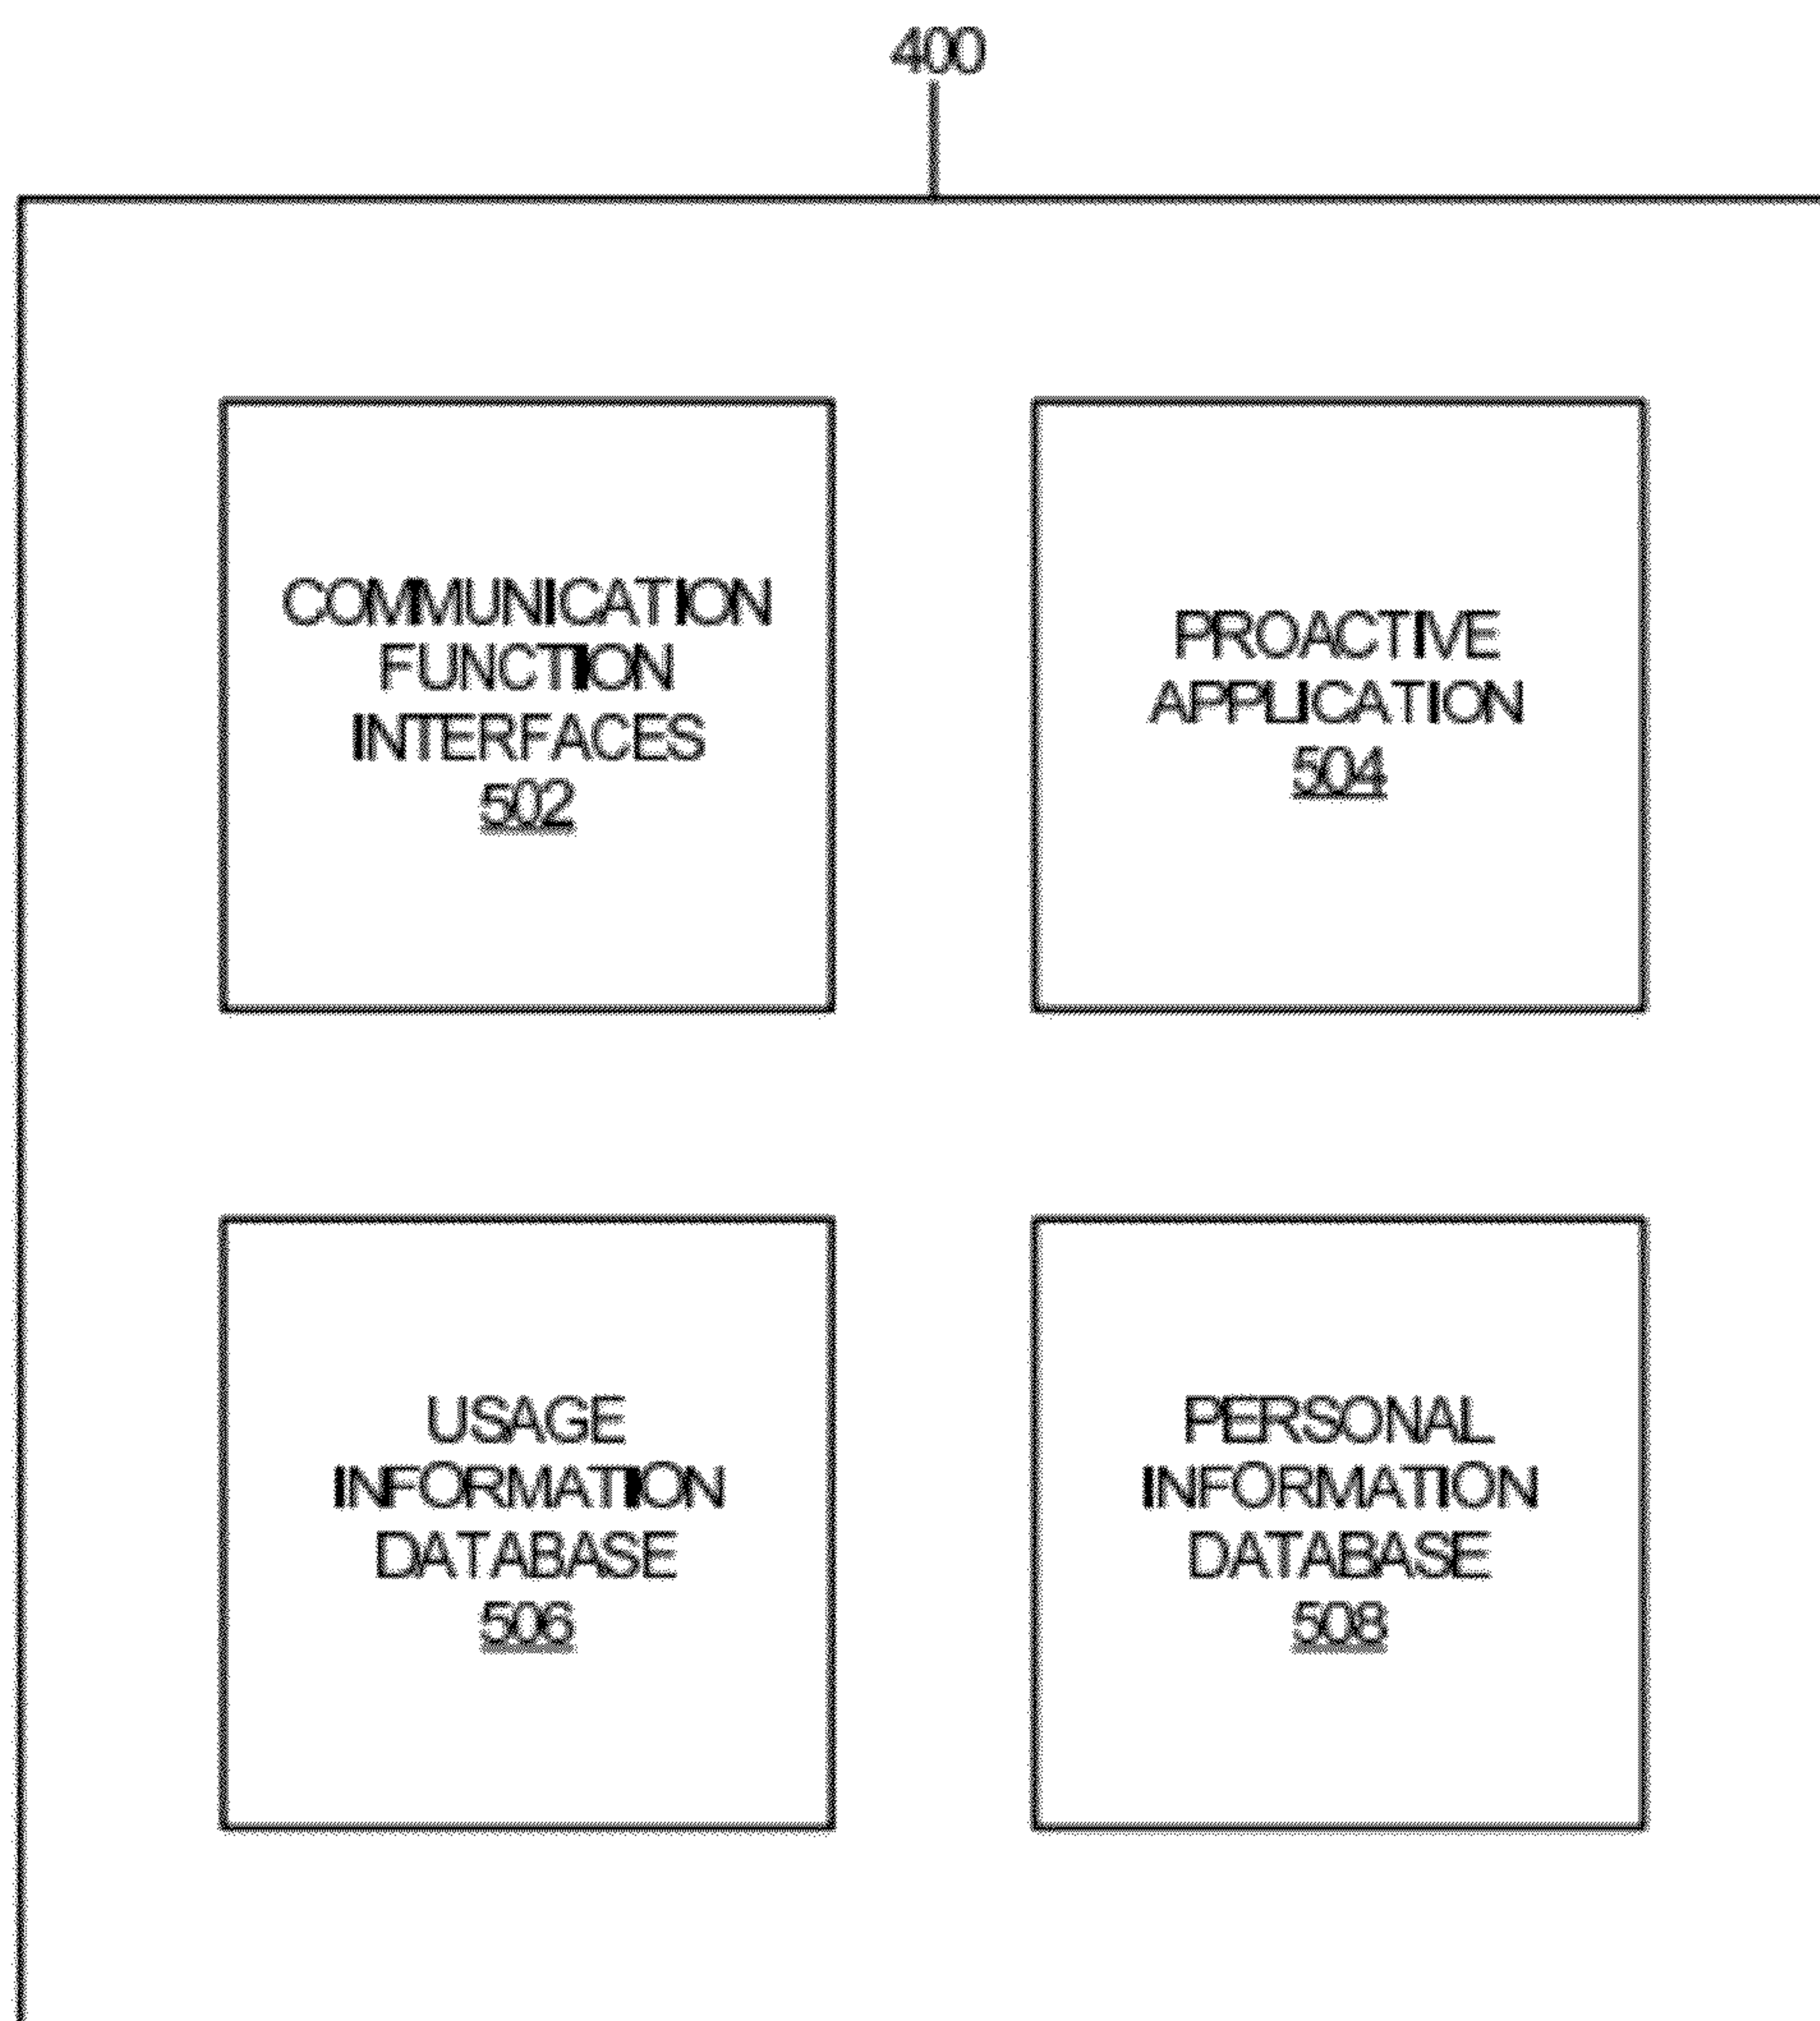 400
COMMUNICATION
FUNCTION
INTERFACES
502
PROACTIVE
APPLICATION
504
USAGE
INFORMATION
DATABASE
506
PERSONAL
INFORMATION
DATABASE
508